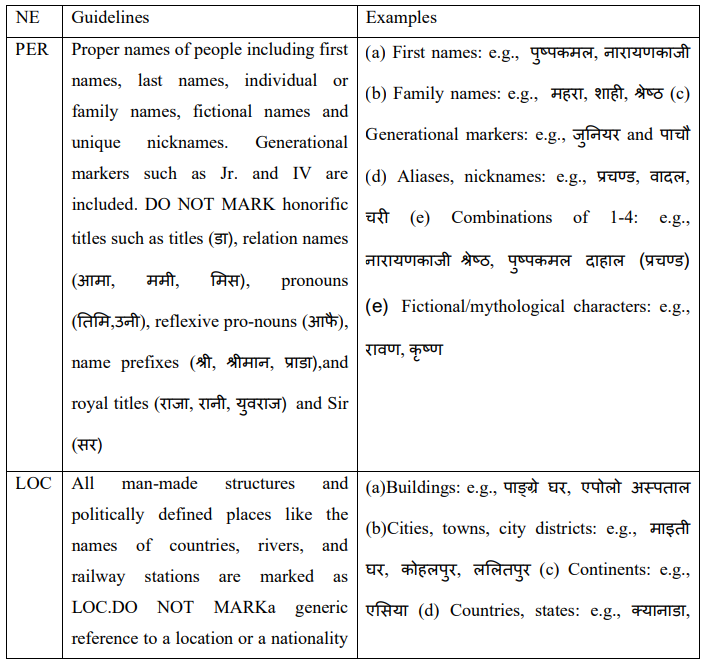 NE Guidelines Examples
PER Proper names of people including first
names, last names, individual or
family names, fictional names and
unique nicknames. Generational
markers such as Jr. and IV are
included. DO NOT MARK honorific
titles such as titles (डा), relation names
(आमा, ममी, मिस), pronouns
(तिमि,उनी), reflexive pro-nouns (आफै),
name prefixes (श्री, श्रीमान, प्राडा),and
royal titles (राजा, रानी, युवराज) and Sir
(सर)
(a) First names: e.g., पुष्पकमल, नारायणकाजी
(b) Family names: e.g., महरा, शाही, श्रेष्ठ (c)
Generational markers: e.g., जुनियर and पाचौ
(d) Aliases, nicknames: e.g., प्रचण्ड, वादल,
चरी (e) Combinations of 1-4: e.g.,
नारायणकाजी श्रेष्ठ, पुष्पकमल दाहाल (प्रचण्ड)
(e) Fictional/mythological characters: e.g.,
रावण, कृष्ण
LOC All man-made structures and
politically defined places like the
names of countries, rivers, and
railway stations are marked as
LOC.DO NOT MARKa generic
reference to a location or a nationality
(a)Buildings: e.g., पाङ्ग्रे घर, एपोलो अस्पताल
(b)Cities, towns, city districts: e.g., माइती
घर, कोहलपुर, ललितपुर (c) Continents: e.g.,
एसिया (d) Countries, states: e.g., क्यानाडा,